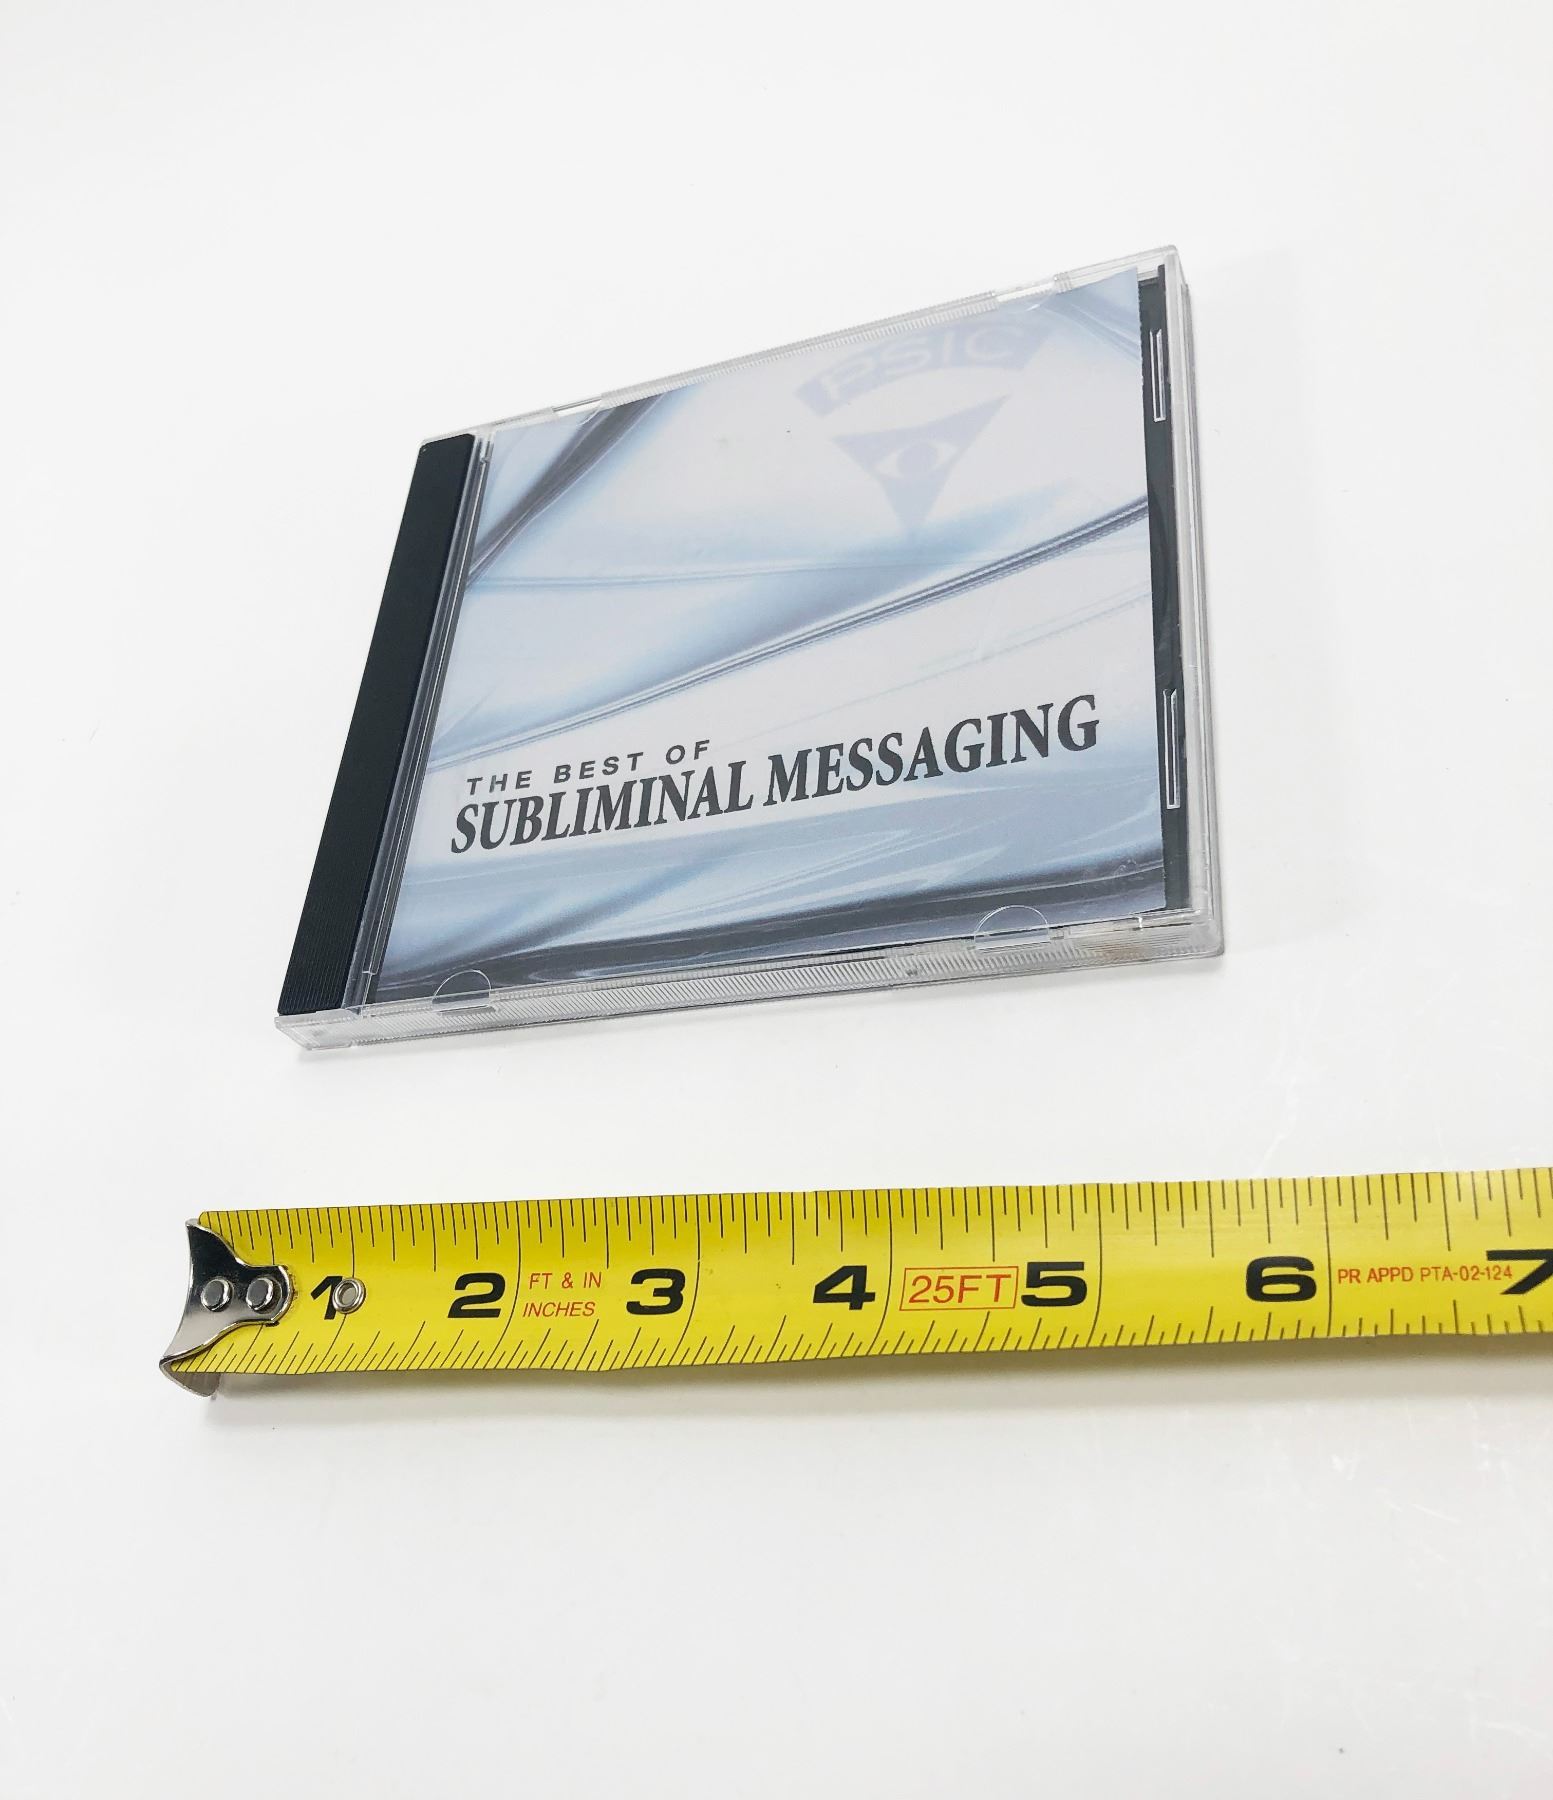 PSIC
THE BEST OF
SUBLIMINAL MESSAGING
1 2 FT & IN 3 4 25FT 5 6 PR APPD PTA-02-124 7
INCHES